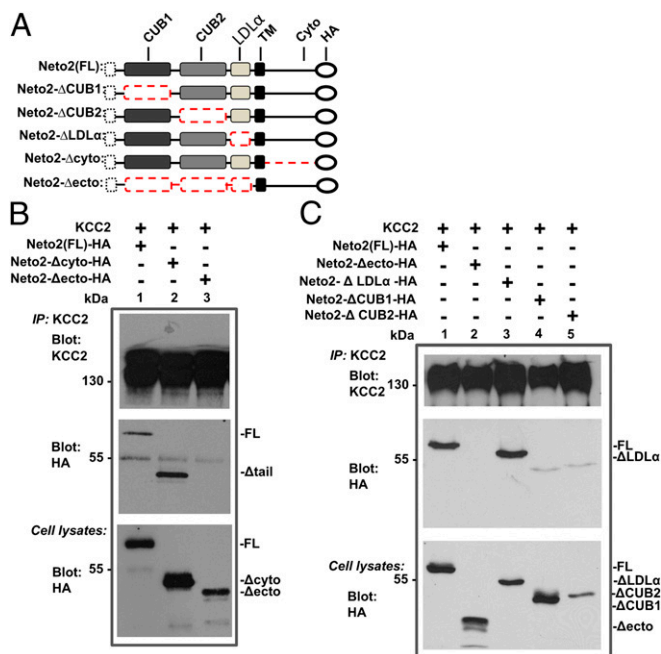 A
CUB1 CUB2 LDLα TM Cyto HA
Neto2(FL):
Neto2-ΔCUB1:
Neto2-ΔCUB2:
Neto2-ΔLDLα:
Neto2-Δcyto:
Neto2-Δecto:
B
KCC2 + + +
Neto2(FL)-HA + - -
Neto2-Δcyto-HA - + -
Neto2-Δecto-HA - - +
kDa 1 2 3
IP: KCC2
Blot:
KCC2
130
Blot:
HA
55
-FL
-Δtail
Cell lysates:
Blot:
HA
55
-FL
-Δcyto
-Δecto
C
KCC2 + + + + +
Neto2(FL)-HA + - - - -
Neto2-Δecto-HA - + - - -
Neto2- Δ LDLα -HA - - + - -
Neto2-ΔCUB1-HA - - - + -
Neto2-Δ CUB2-HA - - - - +
kDa 1 2 3 4 5
IP: KCC2
Blot:
KCC2
130
55
Blot:
HA
-FL
-ΔLDLα
Cell lysates:
55
Blot:
HA
-FL
-ΔLDLα
-ΔCUB2
-ΔCUB1
-Δecto